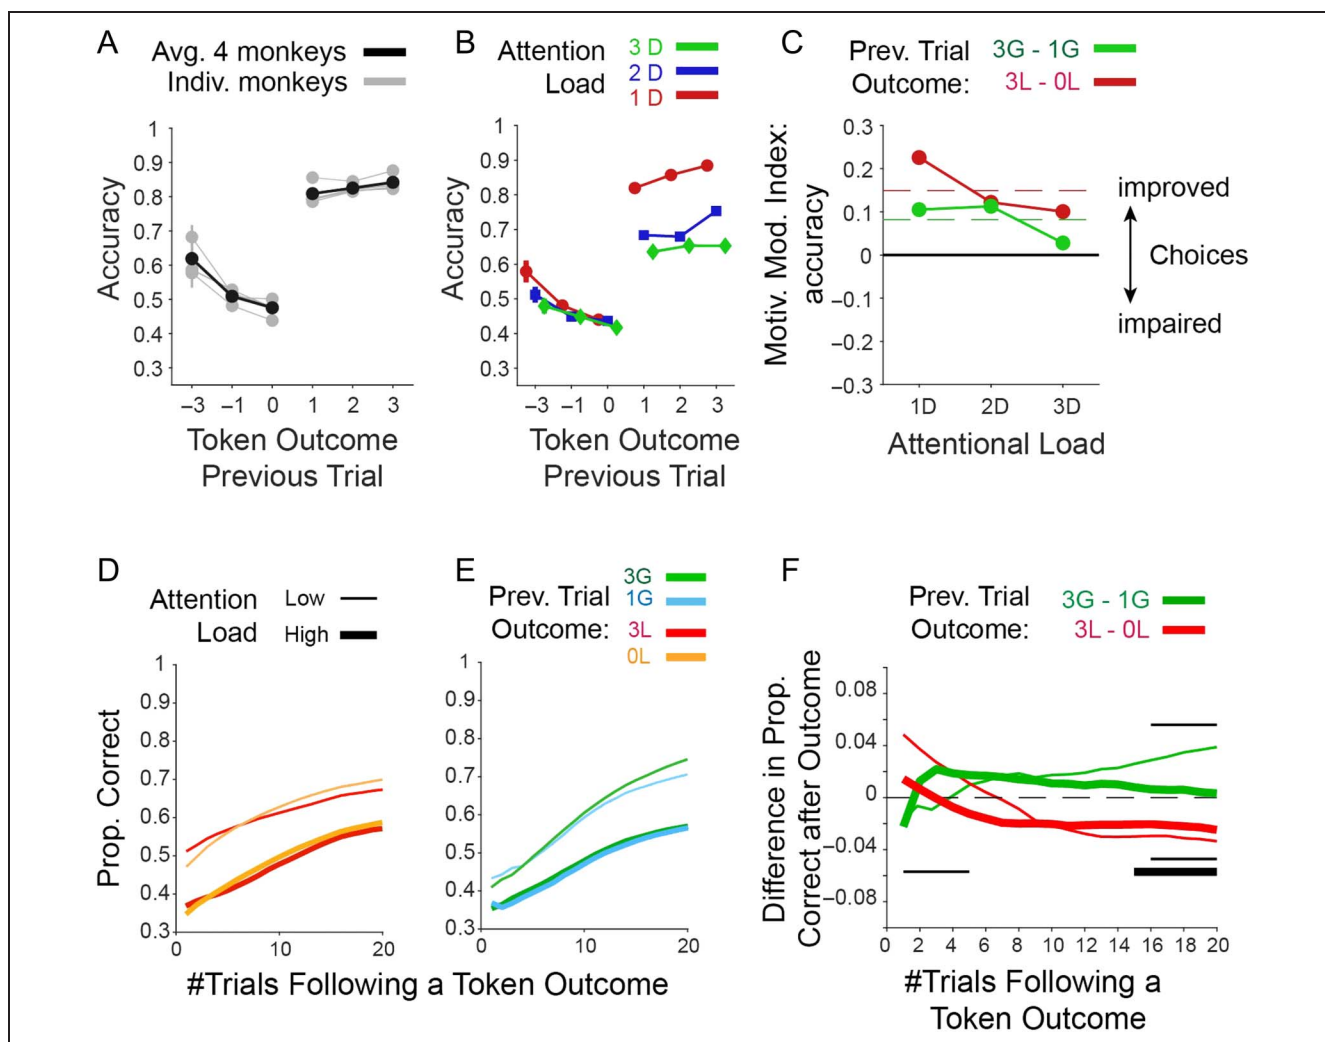 A
Avg. 4 monkeys
Indiv. monkeys
Accuracy
1
0.9
0.8
0.7
0.6
0.5
0.4
0.3
–3 –1 0 1 2 3
Token Outcome
Previous Trial
B
Attention
Load
3 D
2 D
1 D
Accuracy
1
0.9
0.8
0.7
0.6
0.5
0.4
0.3
–3 –1 0 1 2 3
Token Outcome
Previous Trial
C
Prev. Trial
Outcome:
3G - 1G
3L - 0L
Motiv. Mod. Index:
accuracy
0.3
0.2
0.1
0
–0.1
–0.2
–0.3
1D 2D 3D
Attentional Load
improved
Choices
impaired
D
Attention
Load
Low
High
Prop. Correct
1
0.9
0.8
0.7
0.6
0.5
0.4
0.3
0 10 20
E
Prev. Trial
Outcome:
3G
1G
3L
0L
1
0.9
0.8
0.7
0.6
0.5
0.4
0.3
0 10 20
#Trials Following a Token Outcome
F
Prev. Trial
Outcome:
3G - 1G
3L - 0L
Difference in Prop.
Correct after Outcome
0.08
0.04
0
–0.04
–0.08
0 2 4 6 8 10 12 14 16 18 20
#Trials Following a
Token Outcome